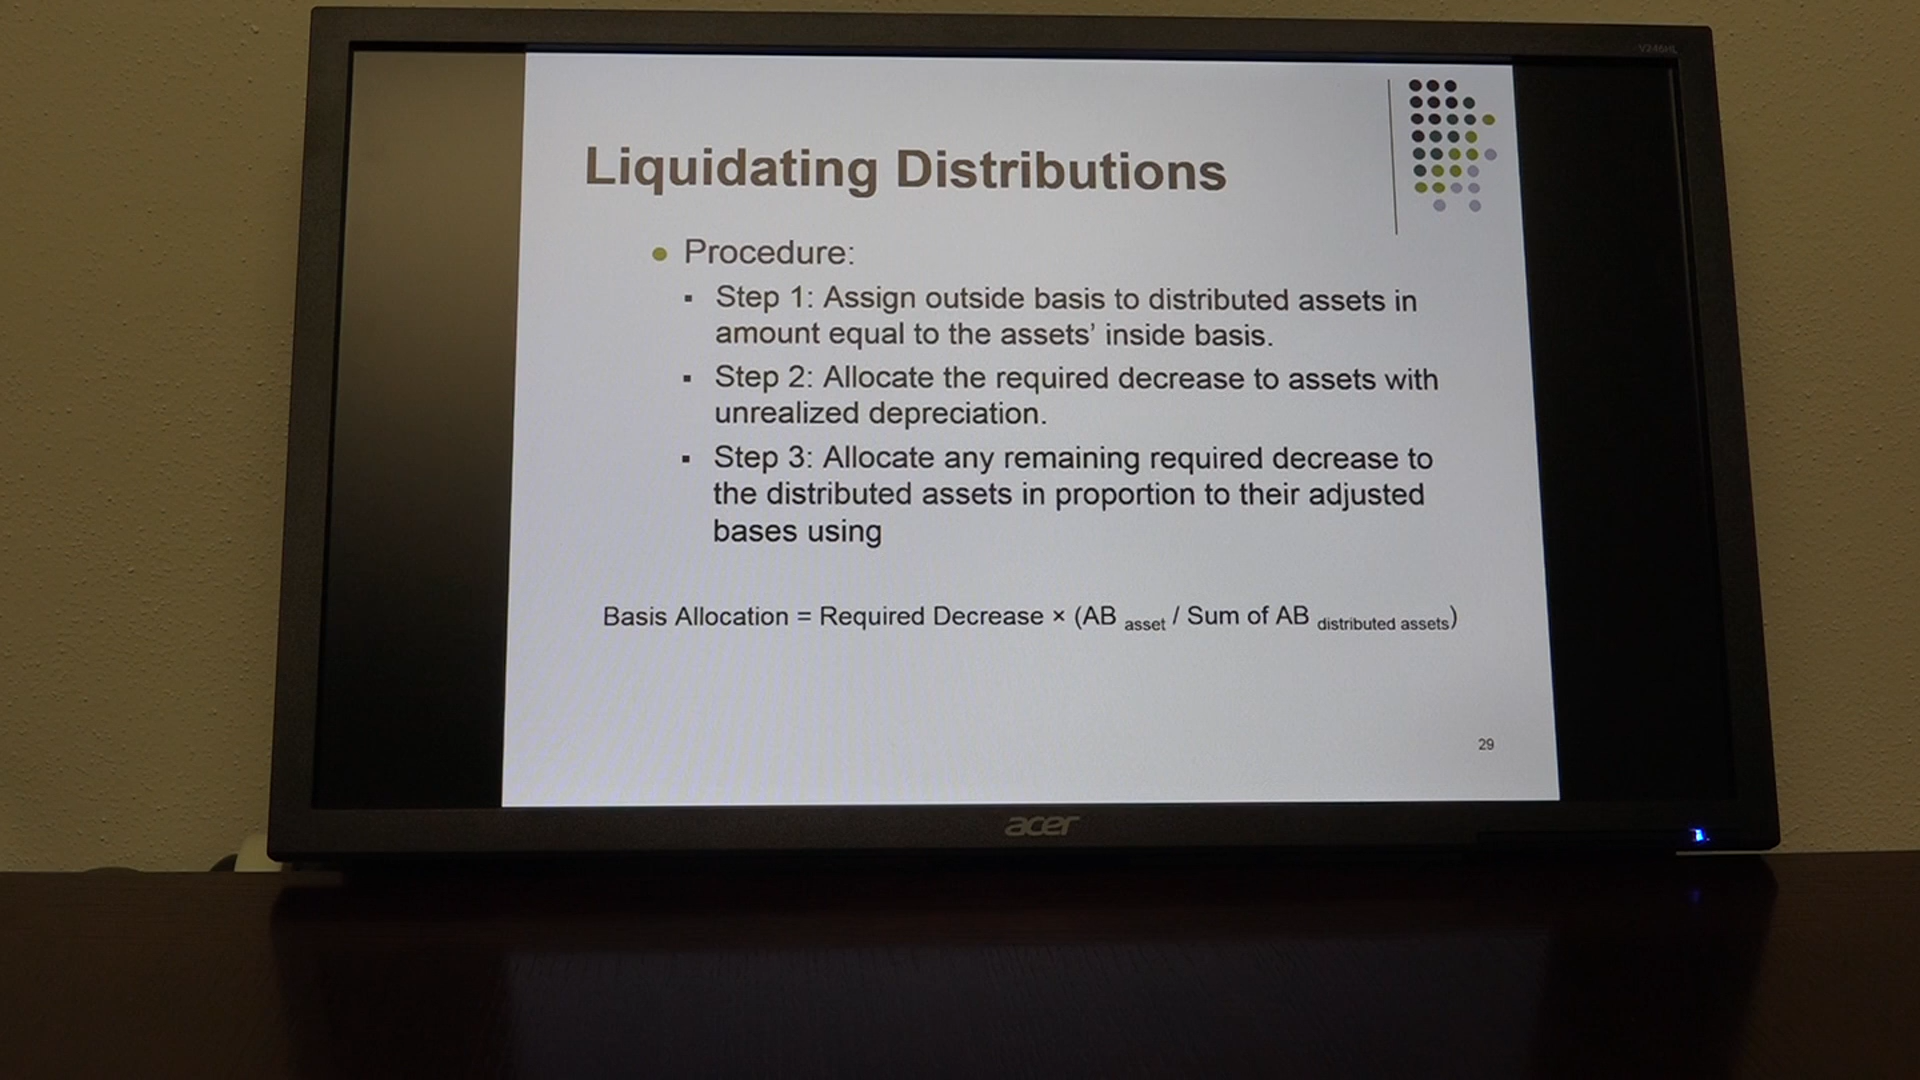 V246HL
Liquidating Distributions
● Procedure:
▪ Step 1: Assign outside basis to distributed assets in
amount equal to the assets’ inside basis.
▪ Step 2: Allocate the required decrease to assets with
unrealized depreciation.
▪ Step 3: Allocate any remaining required decrease to
the distributed assets in proportion to their adjusted
bases using
Basis Allocation = Required Decrease × (AB asset / Sum of AB distributed assets)
29
acer